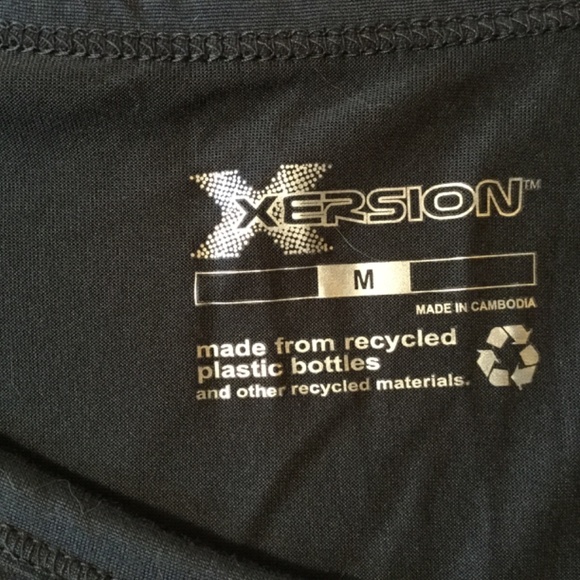 XERSION™
M
MADE IN CAMBODIA
made from recycled
plastic bottles
and other recycled materials.